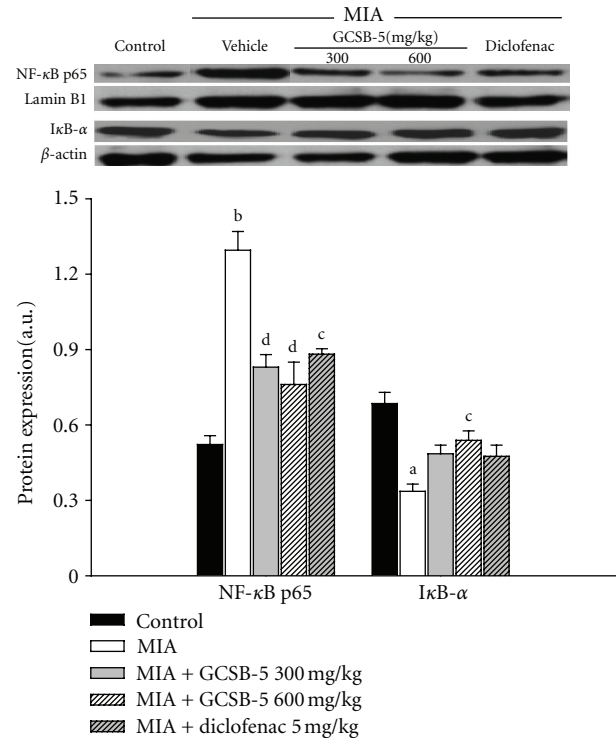 MIA
Control Vehicle GCSB-5(mg/kg) Diclofenac
300 600
NF-κB p65
Lamin B1
IκB-α
β-actin
1.5
1.2
0.9
0.6
0.3
0
Protein expression(a.u.)
b
d d c
a
c
NF-κB p65 IκB-α
Control
MIA
MIA + GCSB-5 300 mg/kg
MIA + GCSB-5 600 mg/kg
MIA + diclofenac 5 mg/kg